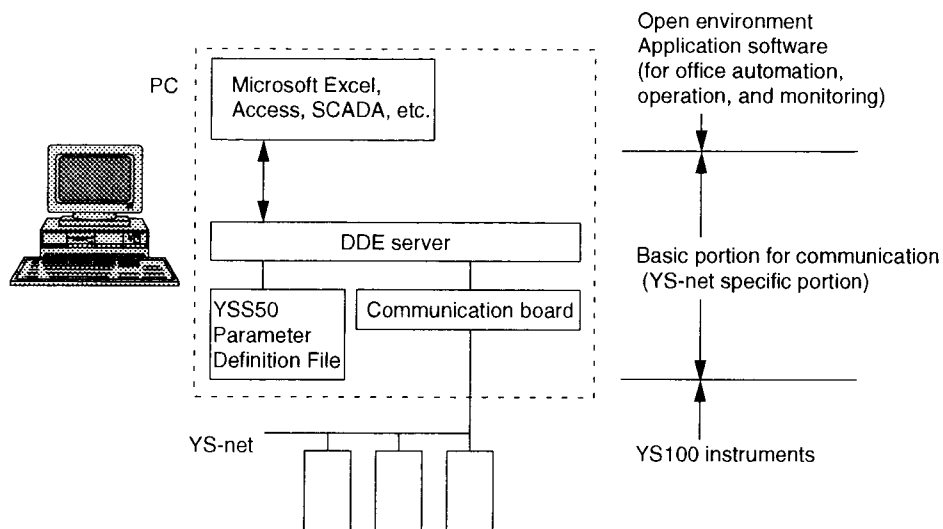 Open environment
Application software
(for office automation,
operation, and monitoring)
PC
Microsoft Excel,
Access, SCADA, etc.
DDE server
Basic portion for communication
(YS-net specific portion)
YSS50
Parameter
Definition File
Communication board
YS-net
YS100 instruments